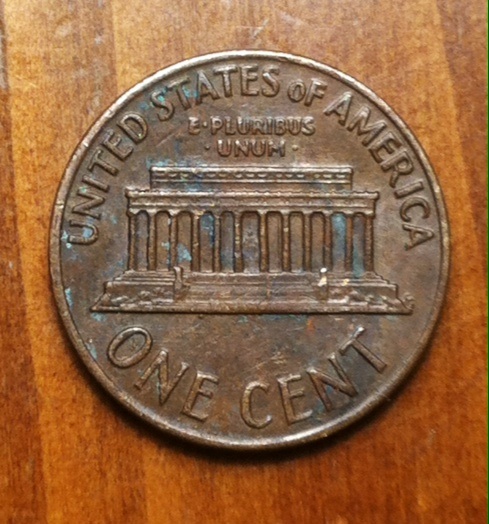 UNITED STATES OF AMERICA
E·PLURIBUS
·UNUM·
ONE CENT